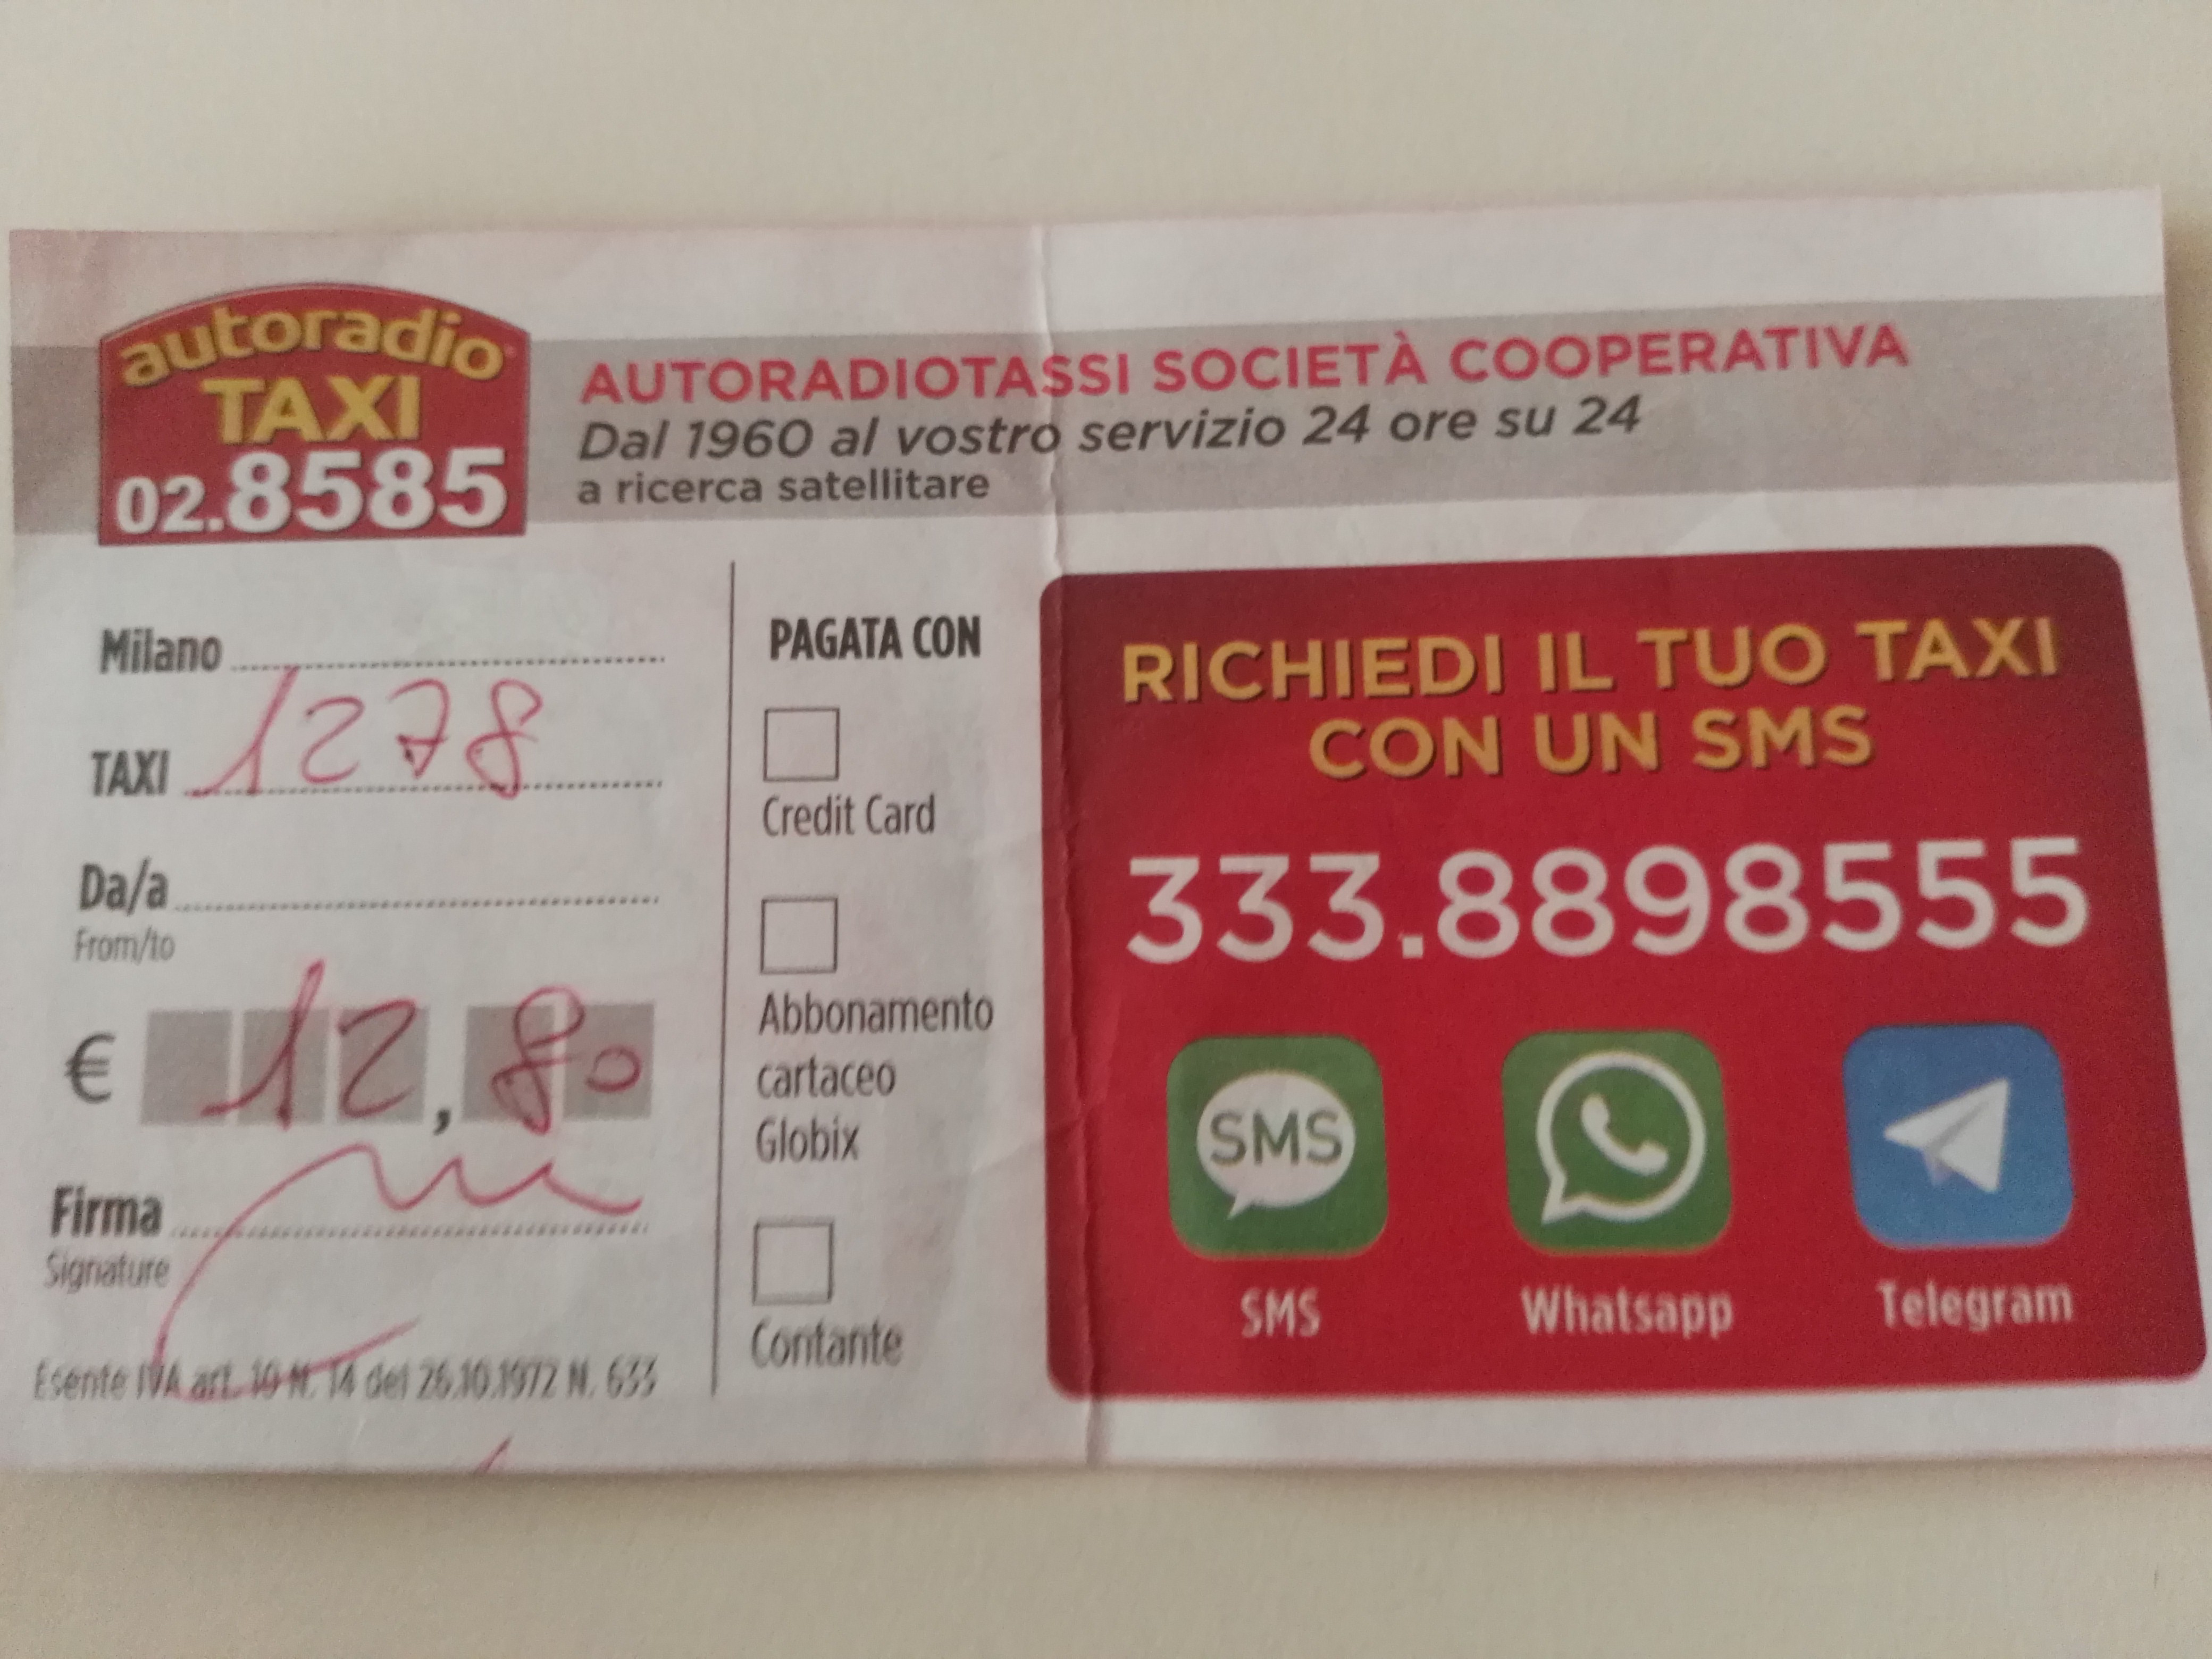 autoradio
TAXI
02.8585
AUTORADIOTASSI SOCIETÀ COOPERATIVA
Dal 1960 al vostro servizio 24 ore su 24
a ricerca satellitare
Milano
TAXI 1278
Da/a
From/to
€ 12,80
Firma
Signature
Esente IVA art. 10 N. 14 del 26.10.1972 N. 633
PAGATA CON
Credit Card
Abbonamento
cartaceo
Globix
Contante
RICHIEDI IL TUO TAXI
CON UN SMS
333.8898555
SMS
SMS
Whatsapp
Telegram